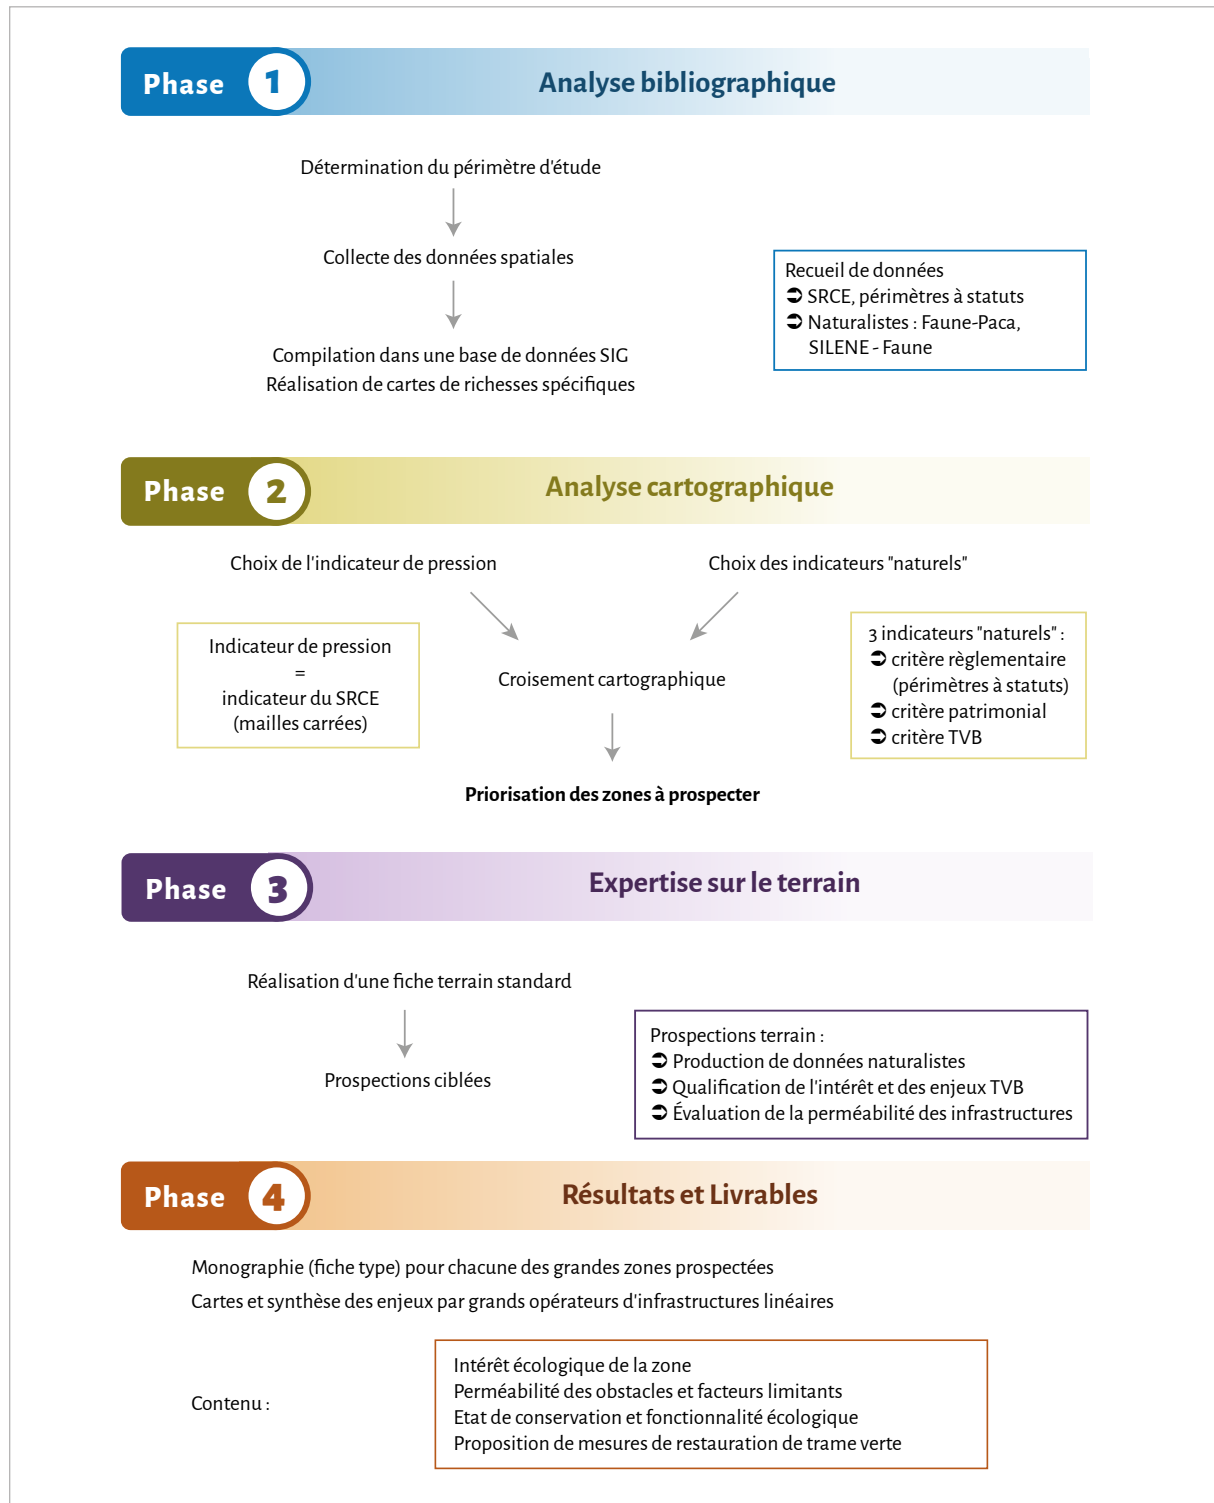 Phase 1
Analyse bibliographique
Détermination du périmètre d'étude
Collecte des données spatiales
Compilation dans une base de données SIG
Réalisation de cartes de richesses spécifiques
Recueil de données
➲ SRCE, périmètres à statuts
➲ Naturalistes : Faune-Paca,
SILENE - Faune
Phase 2
Analyse cartographique
Choix de l'indicateur de pression
Choix des indicateurs "naturels"
Indicateur de pression
=
indicateur du SRCE
(mailles carrées)
Croisement cartographique
3 indicateurs "naturels" :
➲ critère règlementaire
(périmètres à statuts)
➲ critère patrimonial
➲ critère TVB
Priorisation des zones à prospecter
Phase 3
Expertise sur le terrain
Réalisation d'une fiche terrain standard
Prospections ciblées
Prospections terrain :
➲ Production de données naturalistes
➲ Qualification de l'intérêt et des enjeux TVB
➲ Évaluation de la perméabilité des infrastructures
Phase 4
Résultats et Livrables
Monographie (fiche type) pour chacune des grandes zones prospectées
Cartes et synthèse des enjeux par grands opérateurs d'infrastructures linéaires
Contenu :
Intérêt écologique de la zone
Perméabilité des obstacles et facteurs limitants
Etat de conservation et fonctionnalité écologique
Proposition de mesures de restauration de trame verte